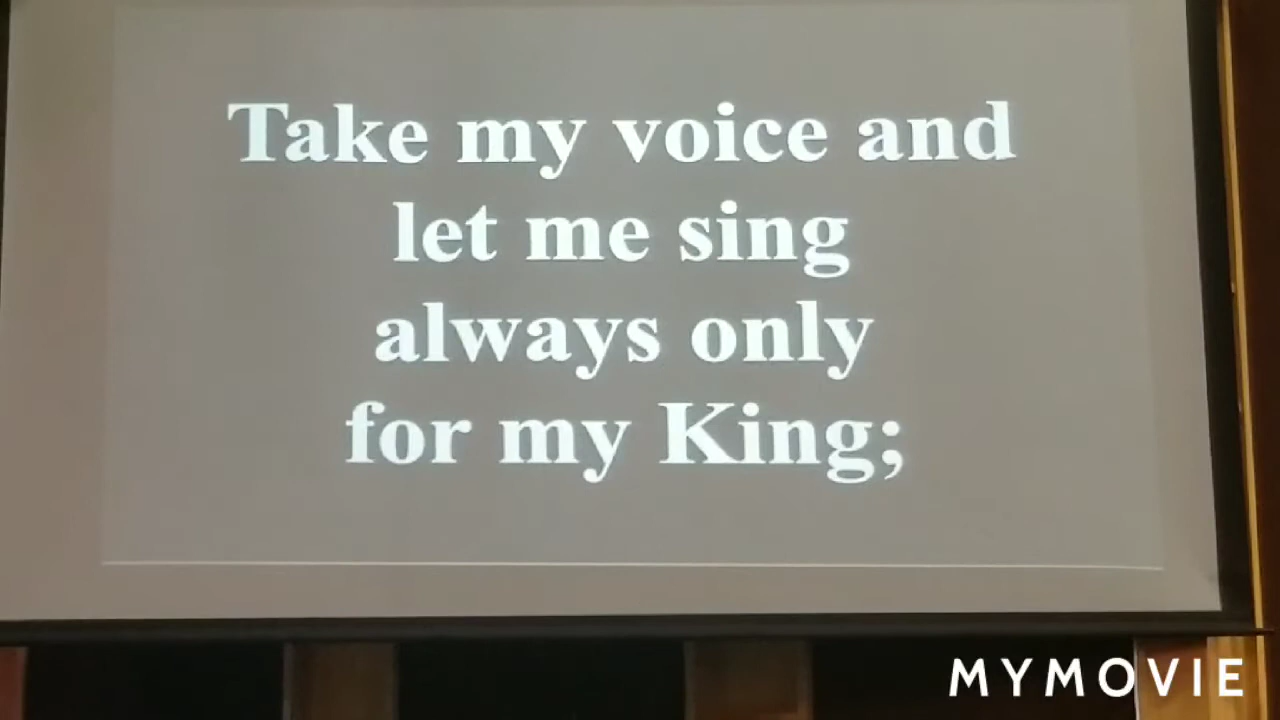 Take my voice and
let me sing
always only
for my King;
MYMOVIE